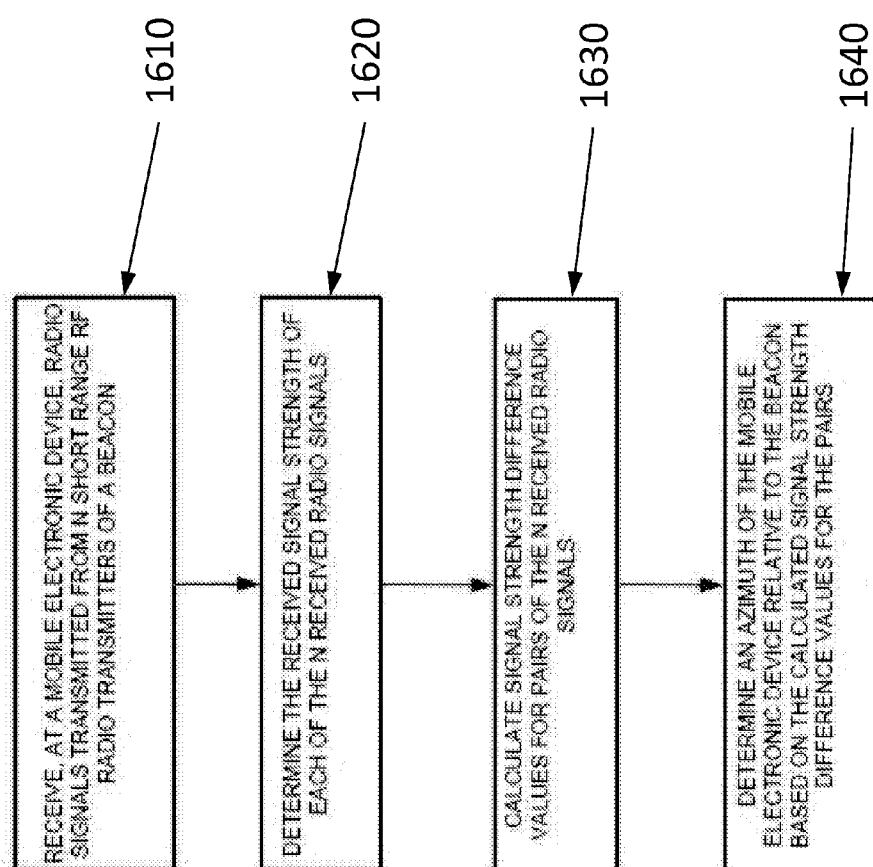 RECEIVE, AT A MOBILE ELECTRONIC DEVICE, RADIO
SIGNALS TRANSMITTED FROM N SHORT RANGE RF
RADIO TRANSMITTERS OF A BEACON
1610
DETERMINE THE RECEIVED SIGNAL STRENGTH OF
EACH OF THE N RECEIVED RADIO SIGNALS
1620
CALCULATE SIGNAL STRENGTH DIFFERENCE
VALUES FOR PAIRS OF THE N RECEIVED RADIO
SIGNALS
1630
DETERMINE AN AZIMUTH OF THE MOBILE
ELECTRONIC DEVICE RELATIVE TO THE BEACON
BASED ON THE CALCULATED SIGNAL STRENGTH
DIFFERENCE VALUES FOR THE PAIRS
1640